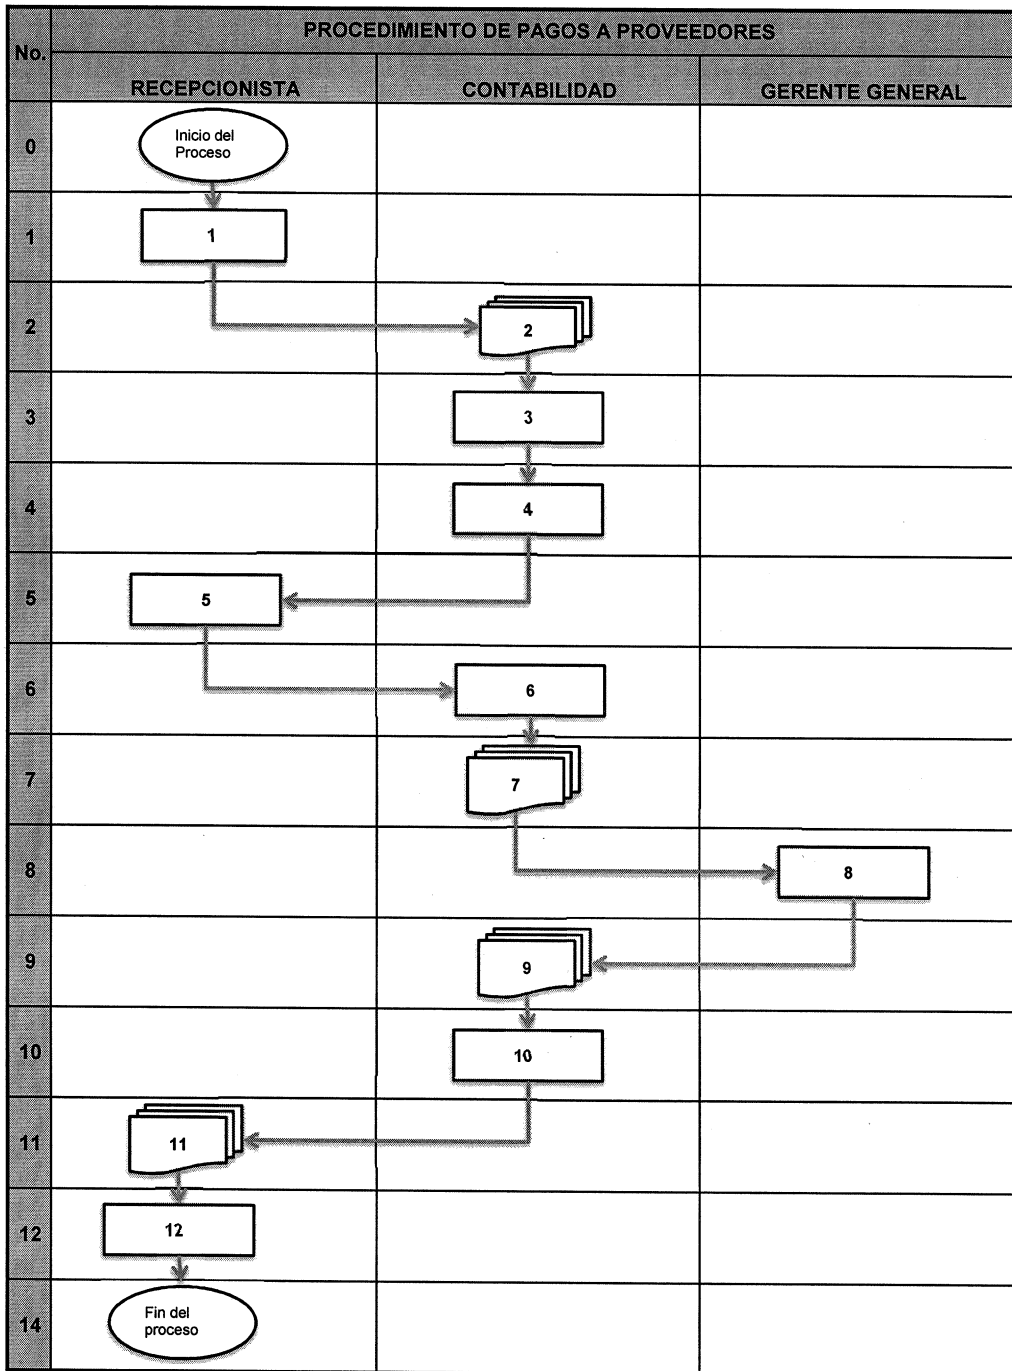 PROCEDIMIENTO DE PAGOS A PROVEEDORES
No.
RECEPCIONISTA CONTABILIDAD GERENTE GENERAL
0 Inicio del
Proceso
1 1
2 2
3 3
4 4
5 5
6 6
7 7
8 8
9 9
10 10
11 11
12 12
14 Fin del
proceso